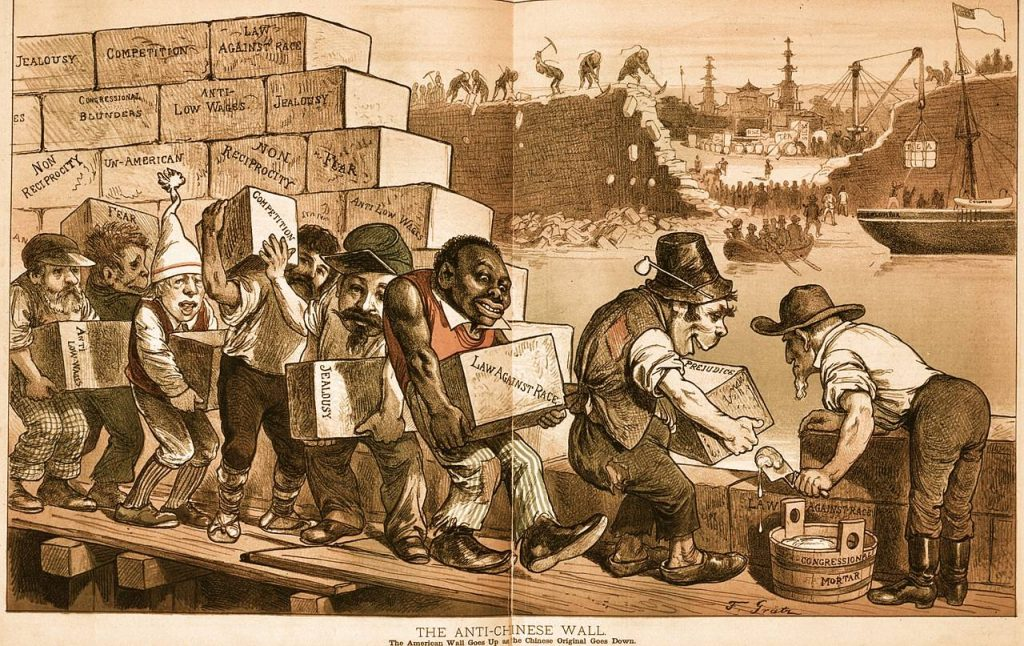 JEALOUSY
COMPETITION
LAW
AGAINST RACE
CONGRESSIONAL
BLUNDERS
ANTI-
LOW WAGES
JEALOUSY
NON
RECIPROCITY
UN-AMERICAN
NON
RECIPROCITY
FEAR
FEAR
COMPETITION
ANTI LOW WAGES
ANTI
LOW WAGES
JEALOUSY
LAW AGAINST RACE
PREJUDICE
TEA
LAW AGAINST RACE
CONGRESSIONAL
MORTAR
F. Gratz
THE ANTI-CHINESE WALL.
The American Wall Goes Up as the Chinese Original Goes Down.